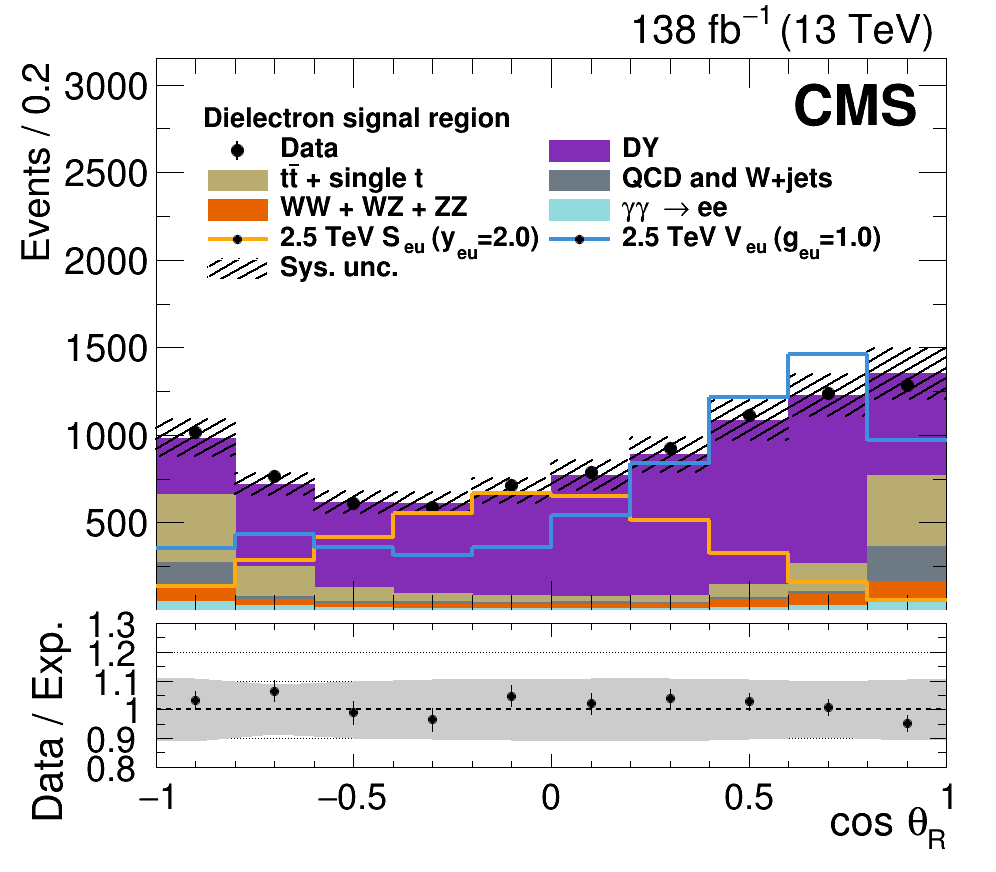 138 fb⁻¹ (13 TeV)
CMS
Events / 0.2
3000
2500
2000
1500
1000
500
Dielectron signal region
Data
DY
tt̄ + single t
QCD and W+jets
WW + WZ + ZZ
γγ → ee
2.5 TeV S_eu (y_eu=2.0)
2.5 TeV V_eu (g_eu=1.0)
Sys. unc.
Data / Exp.
1.3
1.2
1.1
1
0.9
0.8
−1 −0.5 0 0.5 1
cos θ_R